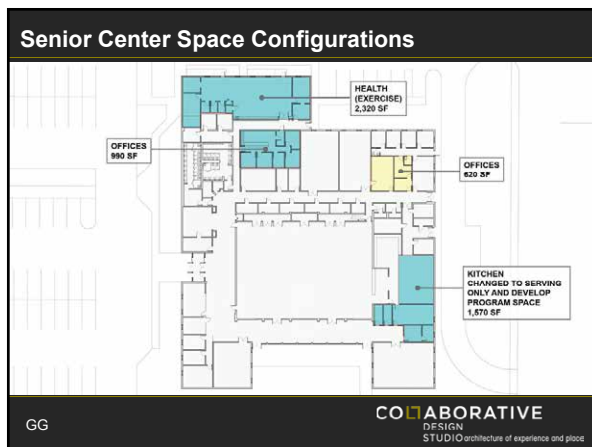 Senior Center Space Configurations
HEALTH
(EXERCISE)
2,320 SF
OFFICES
990 SF
OFFICES
620 SF
KITCHEN
CHANGED TO SERVING
ONLY AND DEVELOP
PROGRAM SPACE
1,570 SF
GG
COLLABORATIVE
DESIGN
STUDIO architecture of experience and place